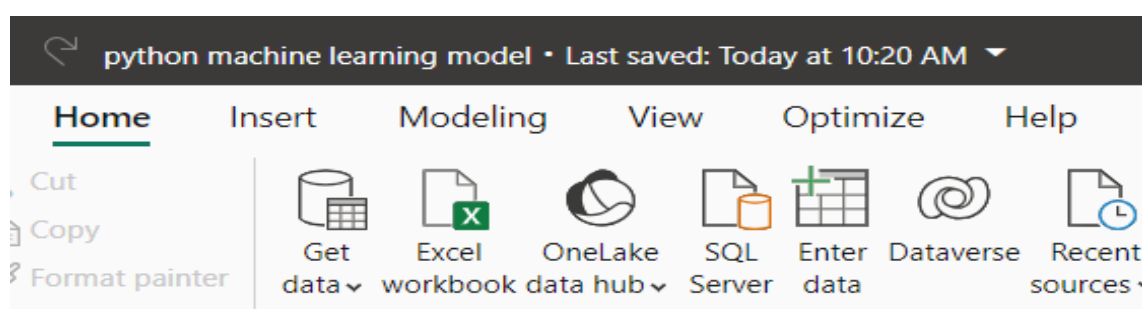 python machine learning model • Last saved: Today at 10:20 AM
Home Insert Modeling View Optimize Help
Cut
Copy
Format painter
Get data
Excel workbook
OneLake data hub
SQL Server
Enter data
Dataverse
Recent sources